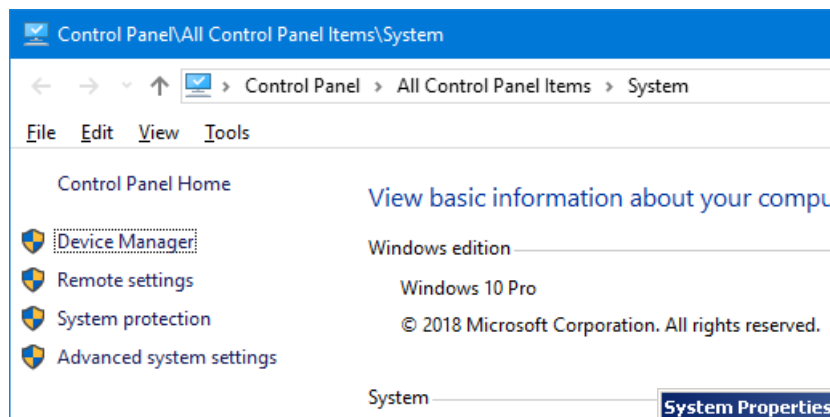 Control Panel\All Control Panel Items\System
Control Panel > All Control Panel Items > System
File Edit View Tools
Control Panel Home
View basic information about your compu
Device Manager
Windows edition
Remote settings
Windows 10 Pro
System protection
© 2018 Microsoft Corporation. All rights reserved.
Advanced system settings
System
System Properties